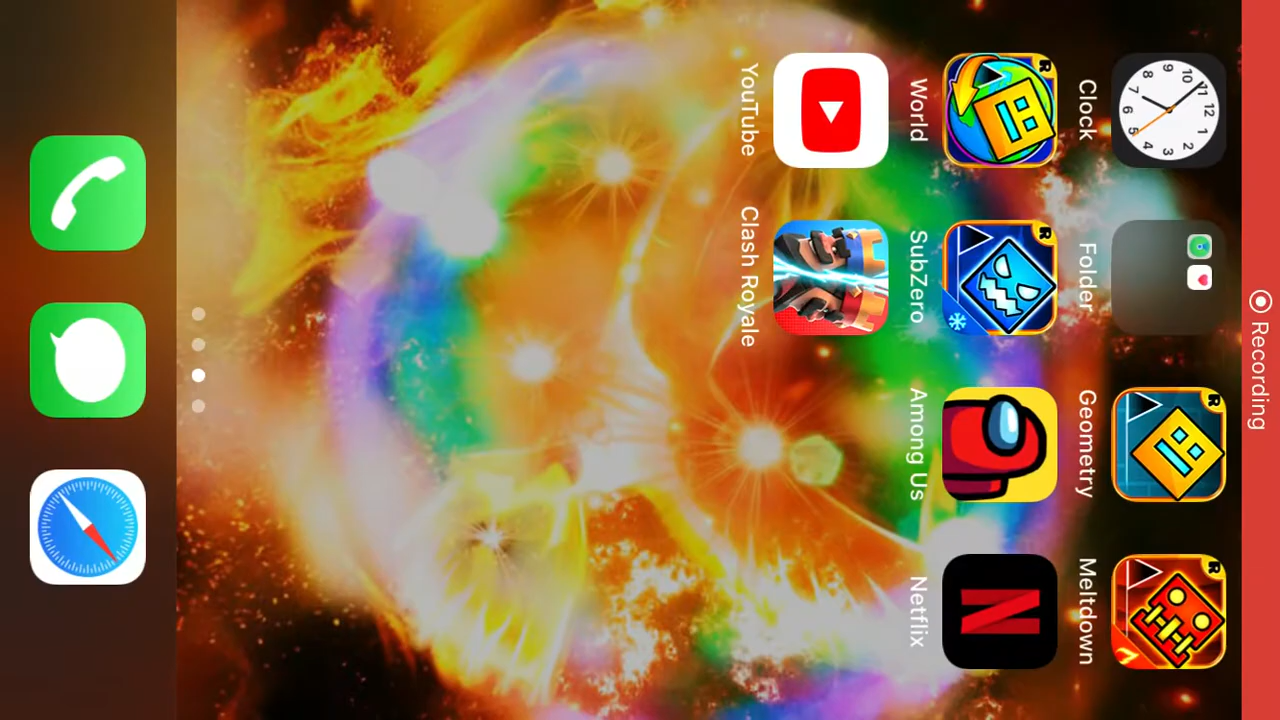 Recording
Clock
Folder
Geometry
Meltdown
World
SubZero
Among Us
Netflix
YouTube
Clash Royale